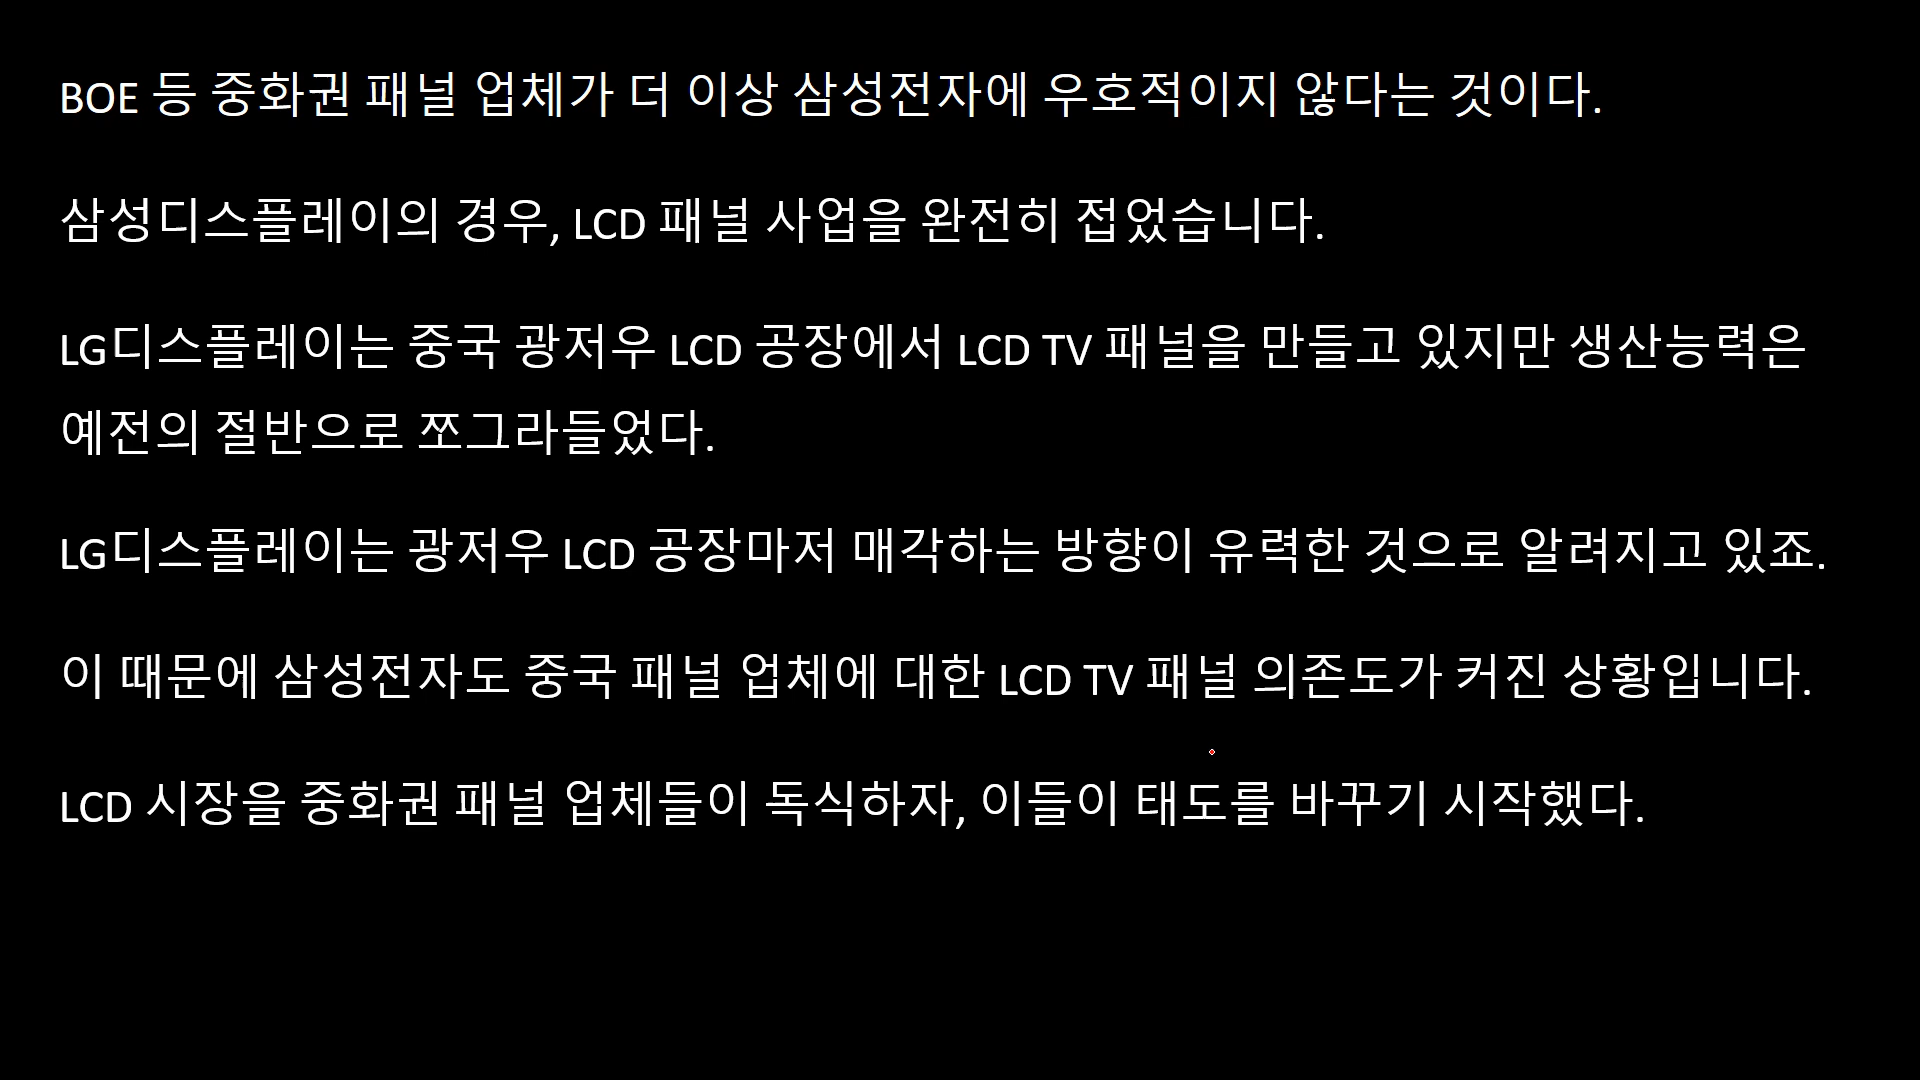 BOE 등 중화권 패널 업체가 더 이상 삼성전자에 우호적이지 않다는 것이다.
삼성디스플레이의 경우, LCD 패널 사업을 완전히 접었습니다.
LG디스플레이는 중국 광저우 LCD 공장에서 LCD TV 패널을 만들고 있지만 생산능력은
예전의 절반으로 쪼그라들었다.
LG디스플레이는 광저우 LCD 공장마저 매각하는 방향이 유력한 것으로 알려지고 있죠.
이 때문에 삼성전자도 중국 패널 업체에 대한 LCD TV 패널 의존도가 커진 상황입니다.
LCD 시장을 중화권 패널 업체들이 독식하자, 이들이 태도를 바꾸기 시작했다.